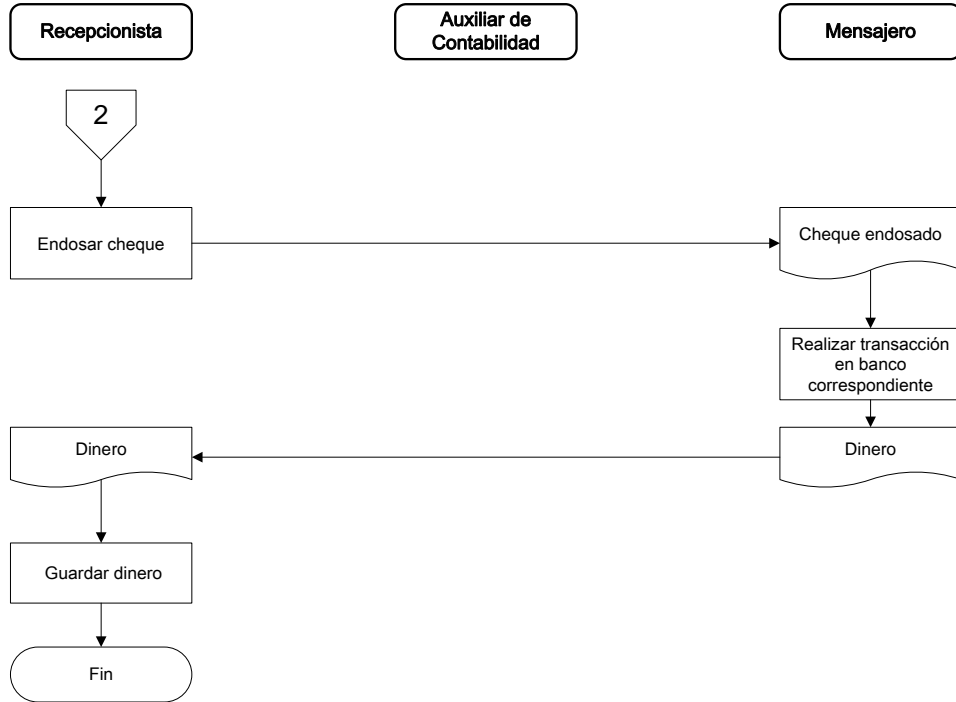 Recepcionista
Auxiliar de
Contabilidad
Mensajero
2
Endosar cheque
Cheque endosado
Realizar transacción
en banco
correspondiente
Dinero
Dinero
Guardar dinero
Fin